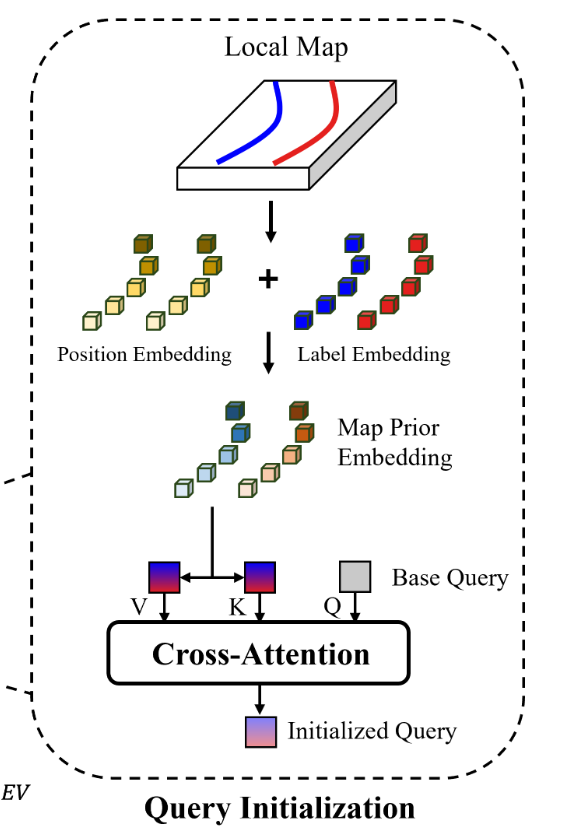 Local Map
+
Position Embedding
Label Embedding
Map Prior
Embedding
Base Query
V
K
Q
Cross-Attention
Initialized Query
EV
Query Initialization